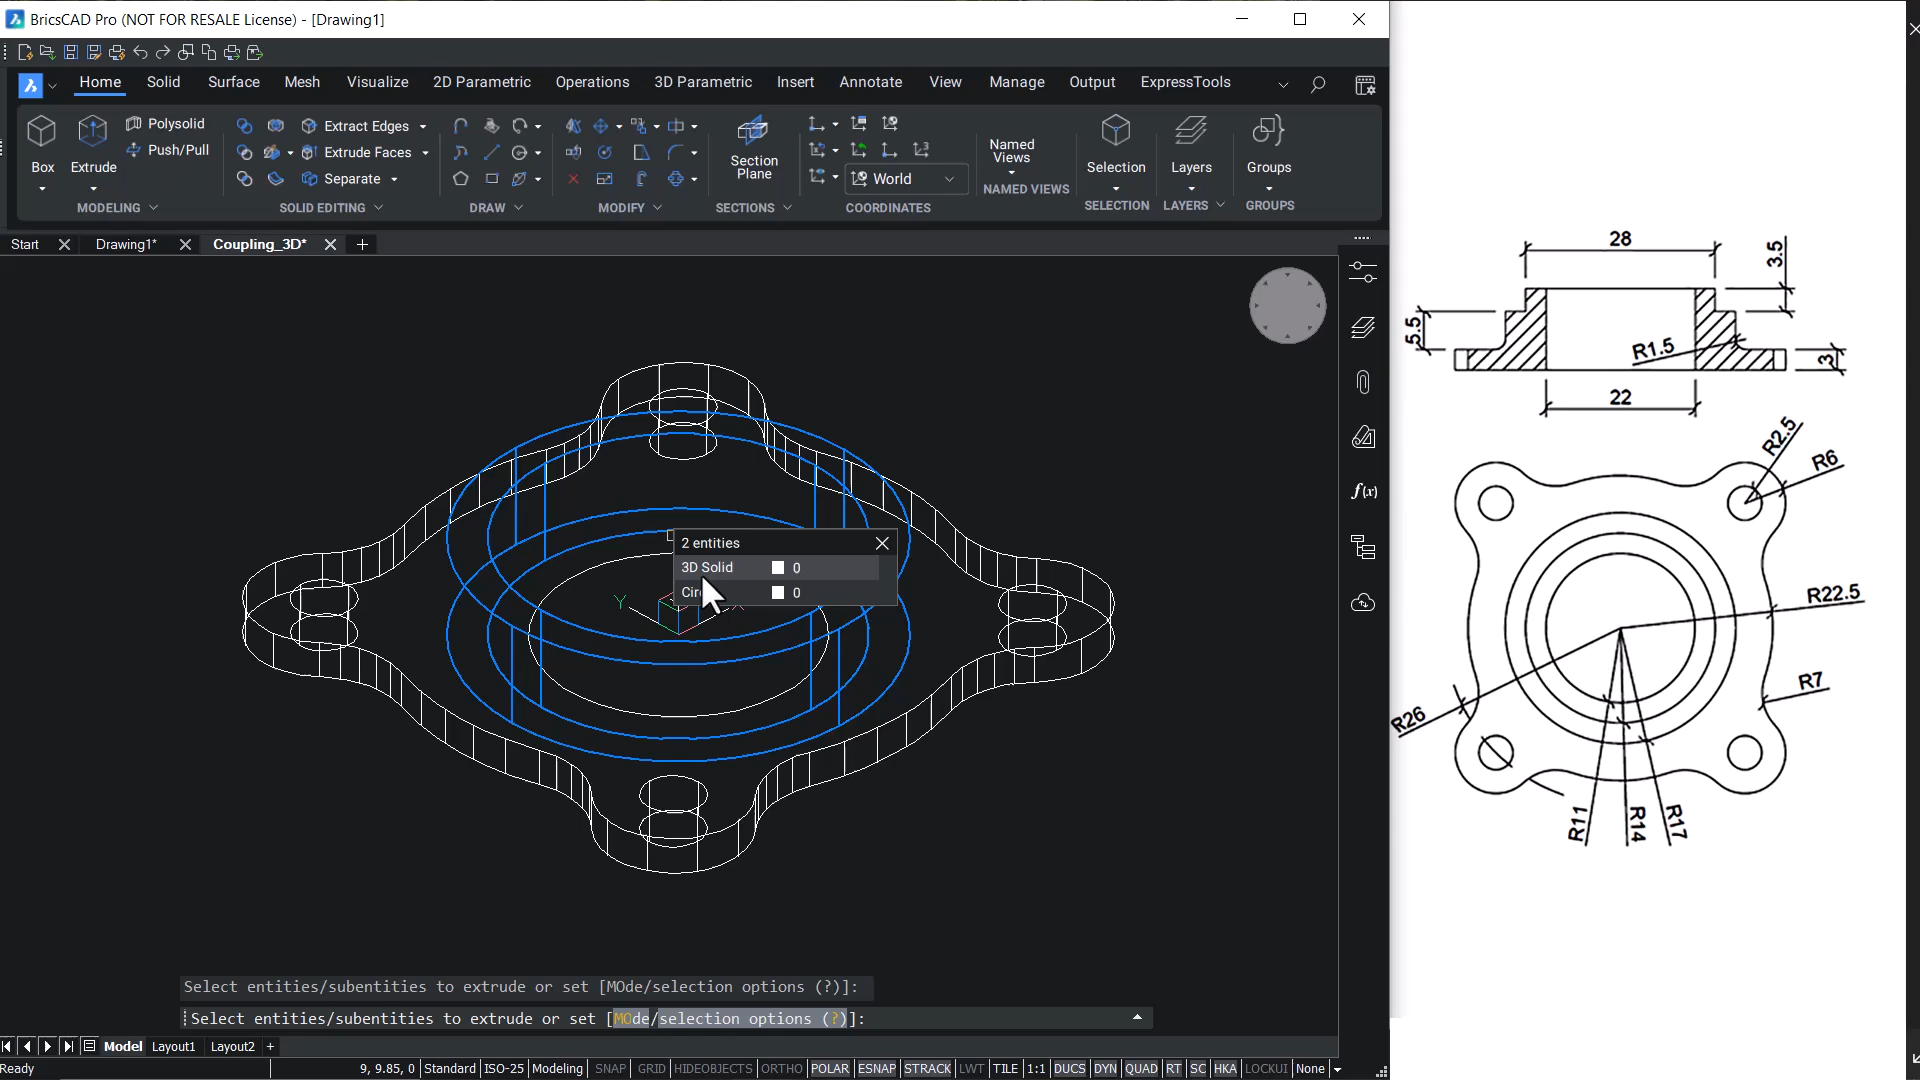 BricsCAD Pro (NOT FOR RESALE License) - [Drawing1]
Home Solid Surface Mesh Visualize 2D Parametric Operations 3D Parametric Insert Annotate View Manage Output ExpressTools
Box
Extrude
Polysolid
Push/Pull
MODELING
Extract Edges
Extrude Faces
Separate
SOLID EDITING
DRAW
MODIFY
Section
Plane
SECTIONS
World
COORDINATES
Named
Views
NAMED VIEWS
Selection
SELECTION
Layers
LAYERS
Groups
GROUPS
Start Drawing1* Coupling_3D*
f(x)
2 entities
3D Solid 0
0
Y
Select entities/subentities to extrude or set [MOde/selection options (?)]:
Select entities/subentities to extrude or set [MOde/selection options (?)]:
Model Layout1 Layout2 +
Ready
9, 9.85, 0 Standard ISO-25 Modeling SNAP GRID HIDEOBJECTS ORTHO POLAR ESNAP STRACK LWT TILE 1:1 DUCS DYN QUAD RT SC HKA LOCKUI None
28
3.5
5.5
R1.5
3
22
R2.5
R6
R22.5
R7
R26
R11
R14
R17